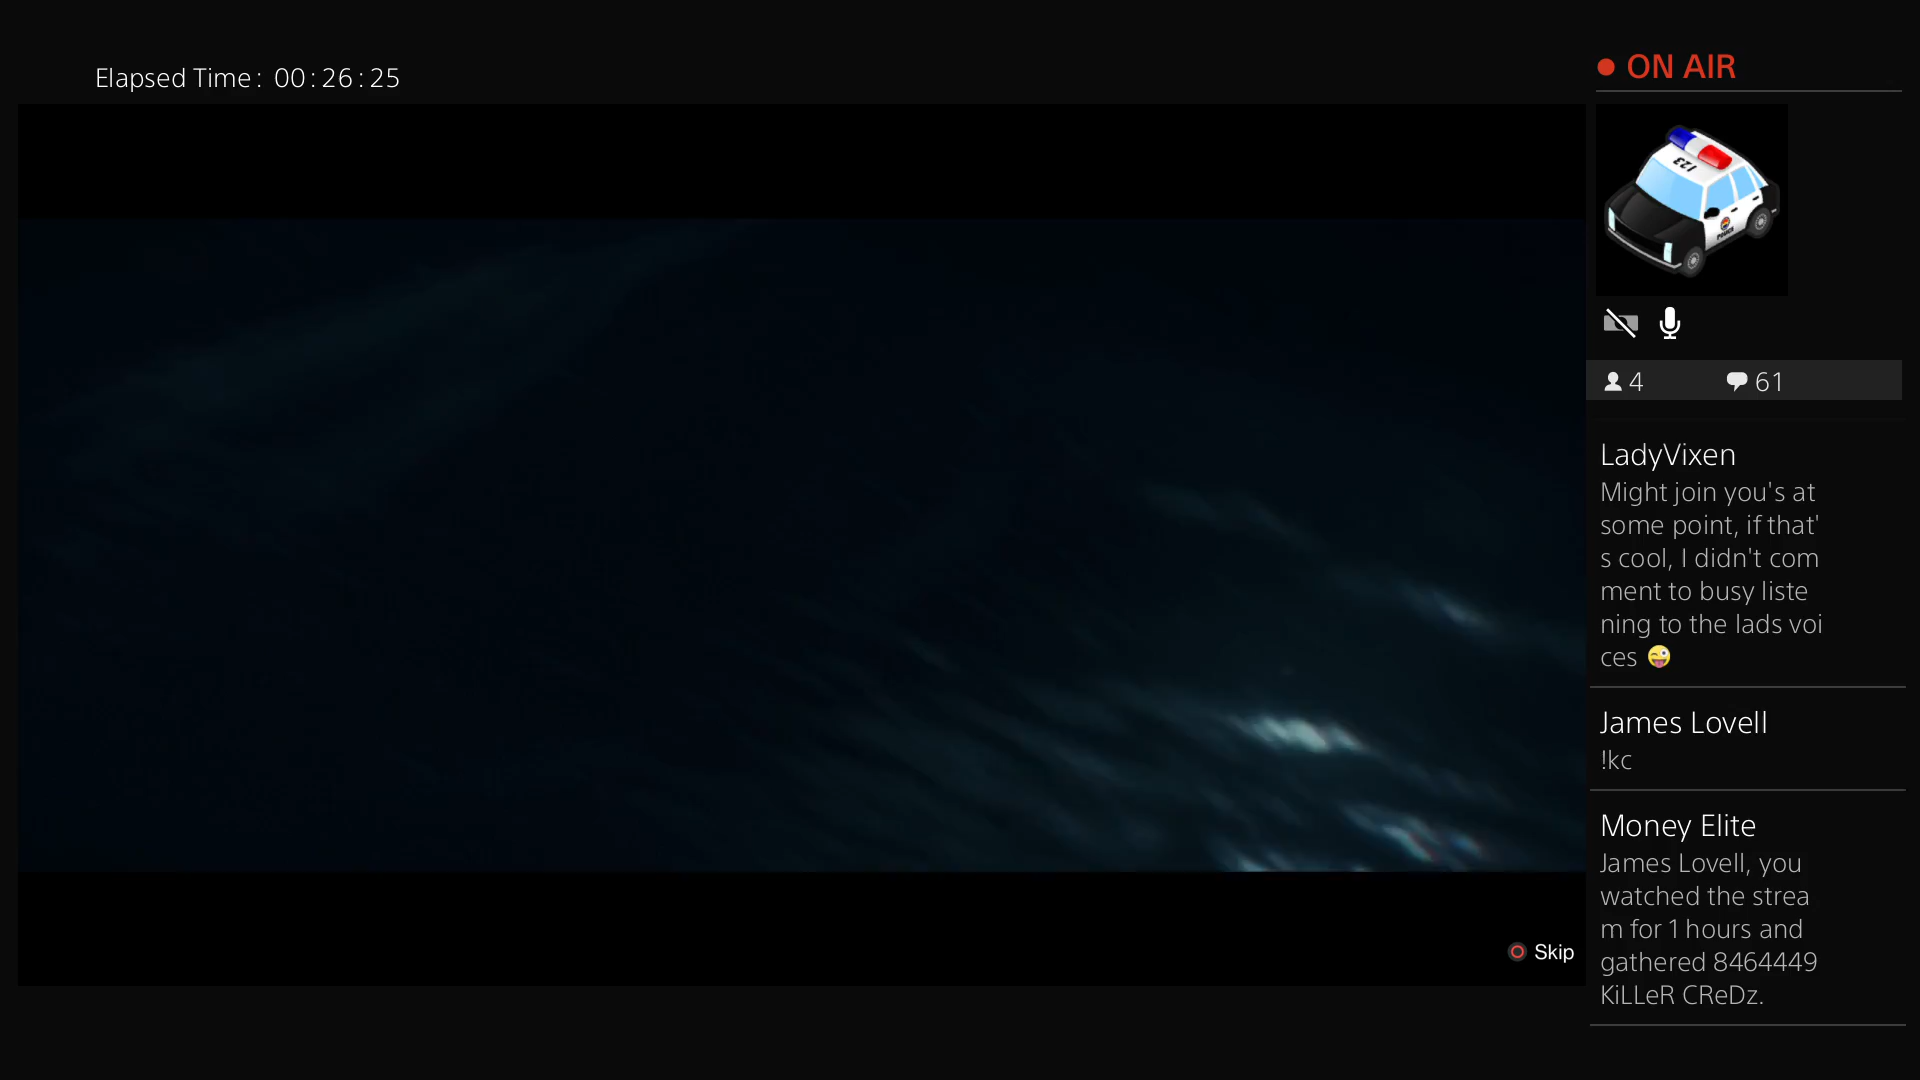 Elapsed Time: 00:26:25
ON AIR
123
POLICE
4
61
LadyVixen
Might join you's at
some point, if that'
s cool, I didn't com
ment to busy liste
ning to the lads voi
ces 😜
James Lovell
!kc
Money Elite
James Lovell, you
watched the strea
m for 1 hours and
gathered 8464449
KiLLeR CReDz.
Skip